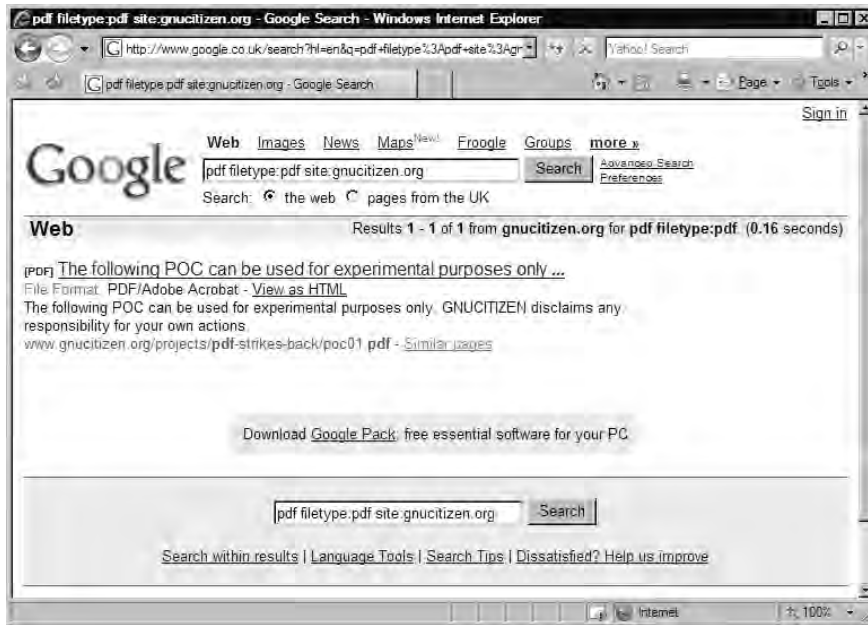 pdf filetype:pdf site:gnucitizen.org - Google Search - Windows Internet Explorer
http://www.google.co.uk/search?hl=en&q=pdf+filetype%3Apdf+site%3Agn
Yahoo! Search
pdf filetype:pdf site:gnucitizen.org - Google Search
Page
Tools
Sign in
Google
Web Images News Maps New! Froogle Groups more »
pdf filetype:pdf site:gnucitizen.org Search Advanced Search
Preferences
Search: the web pages from the UK
Web Results 1 - 1 of 1 from gnucitizen.org for pdf filetype:pdf. (0.16 seconds)
[PDF] The following POC can be used for experimental purposes only ...
File Format: PDF/Adobe Acrobat - View as HTML
The following POC can be used for experimental purposes only. GNUCITIZEN disclaims any
responsibility for your own actions.
www.gnucitizen.org/projects/pdf-strikes-back/poc01.pdf - Similar pages
Download Google Pack: free essential software for your PC
pdf filetype:pdf site:gnucitizen.org Search
Search within results | Language Tools | Search Tips | Dissatisfied? Help us improve
Internet 100%